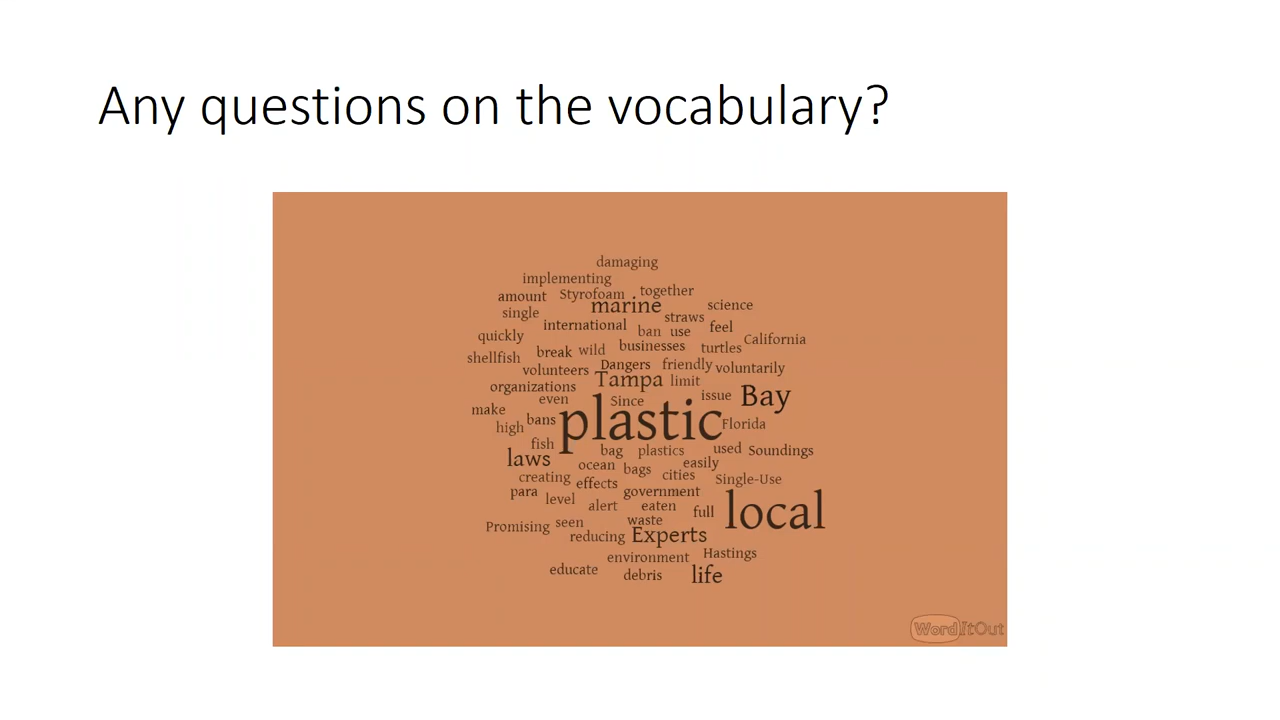 Any questions on the vocabulary?
damaging
implementing
amount Styrofoam together
single marine straws science
quickly international ban use feel California
shellfish break wild businesses turtles
volunteers Dangers friendly voluntarily
organizations Tampa limit
make even Since issue Bay
high bans plastic Florida
fish bag plastics used Soundings
laws ocean bags easily
creating effects cities Single-Use
para level government
alert eaten full local
Promising seen waste
reducing Experts
environment Hastings
educate debris life
WordItOut